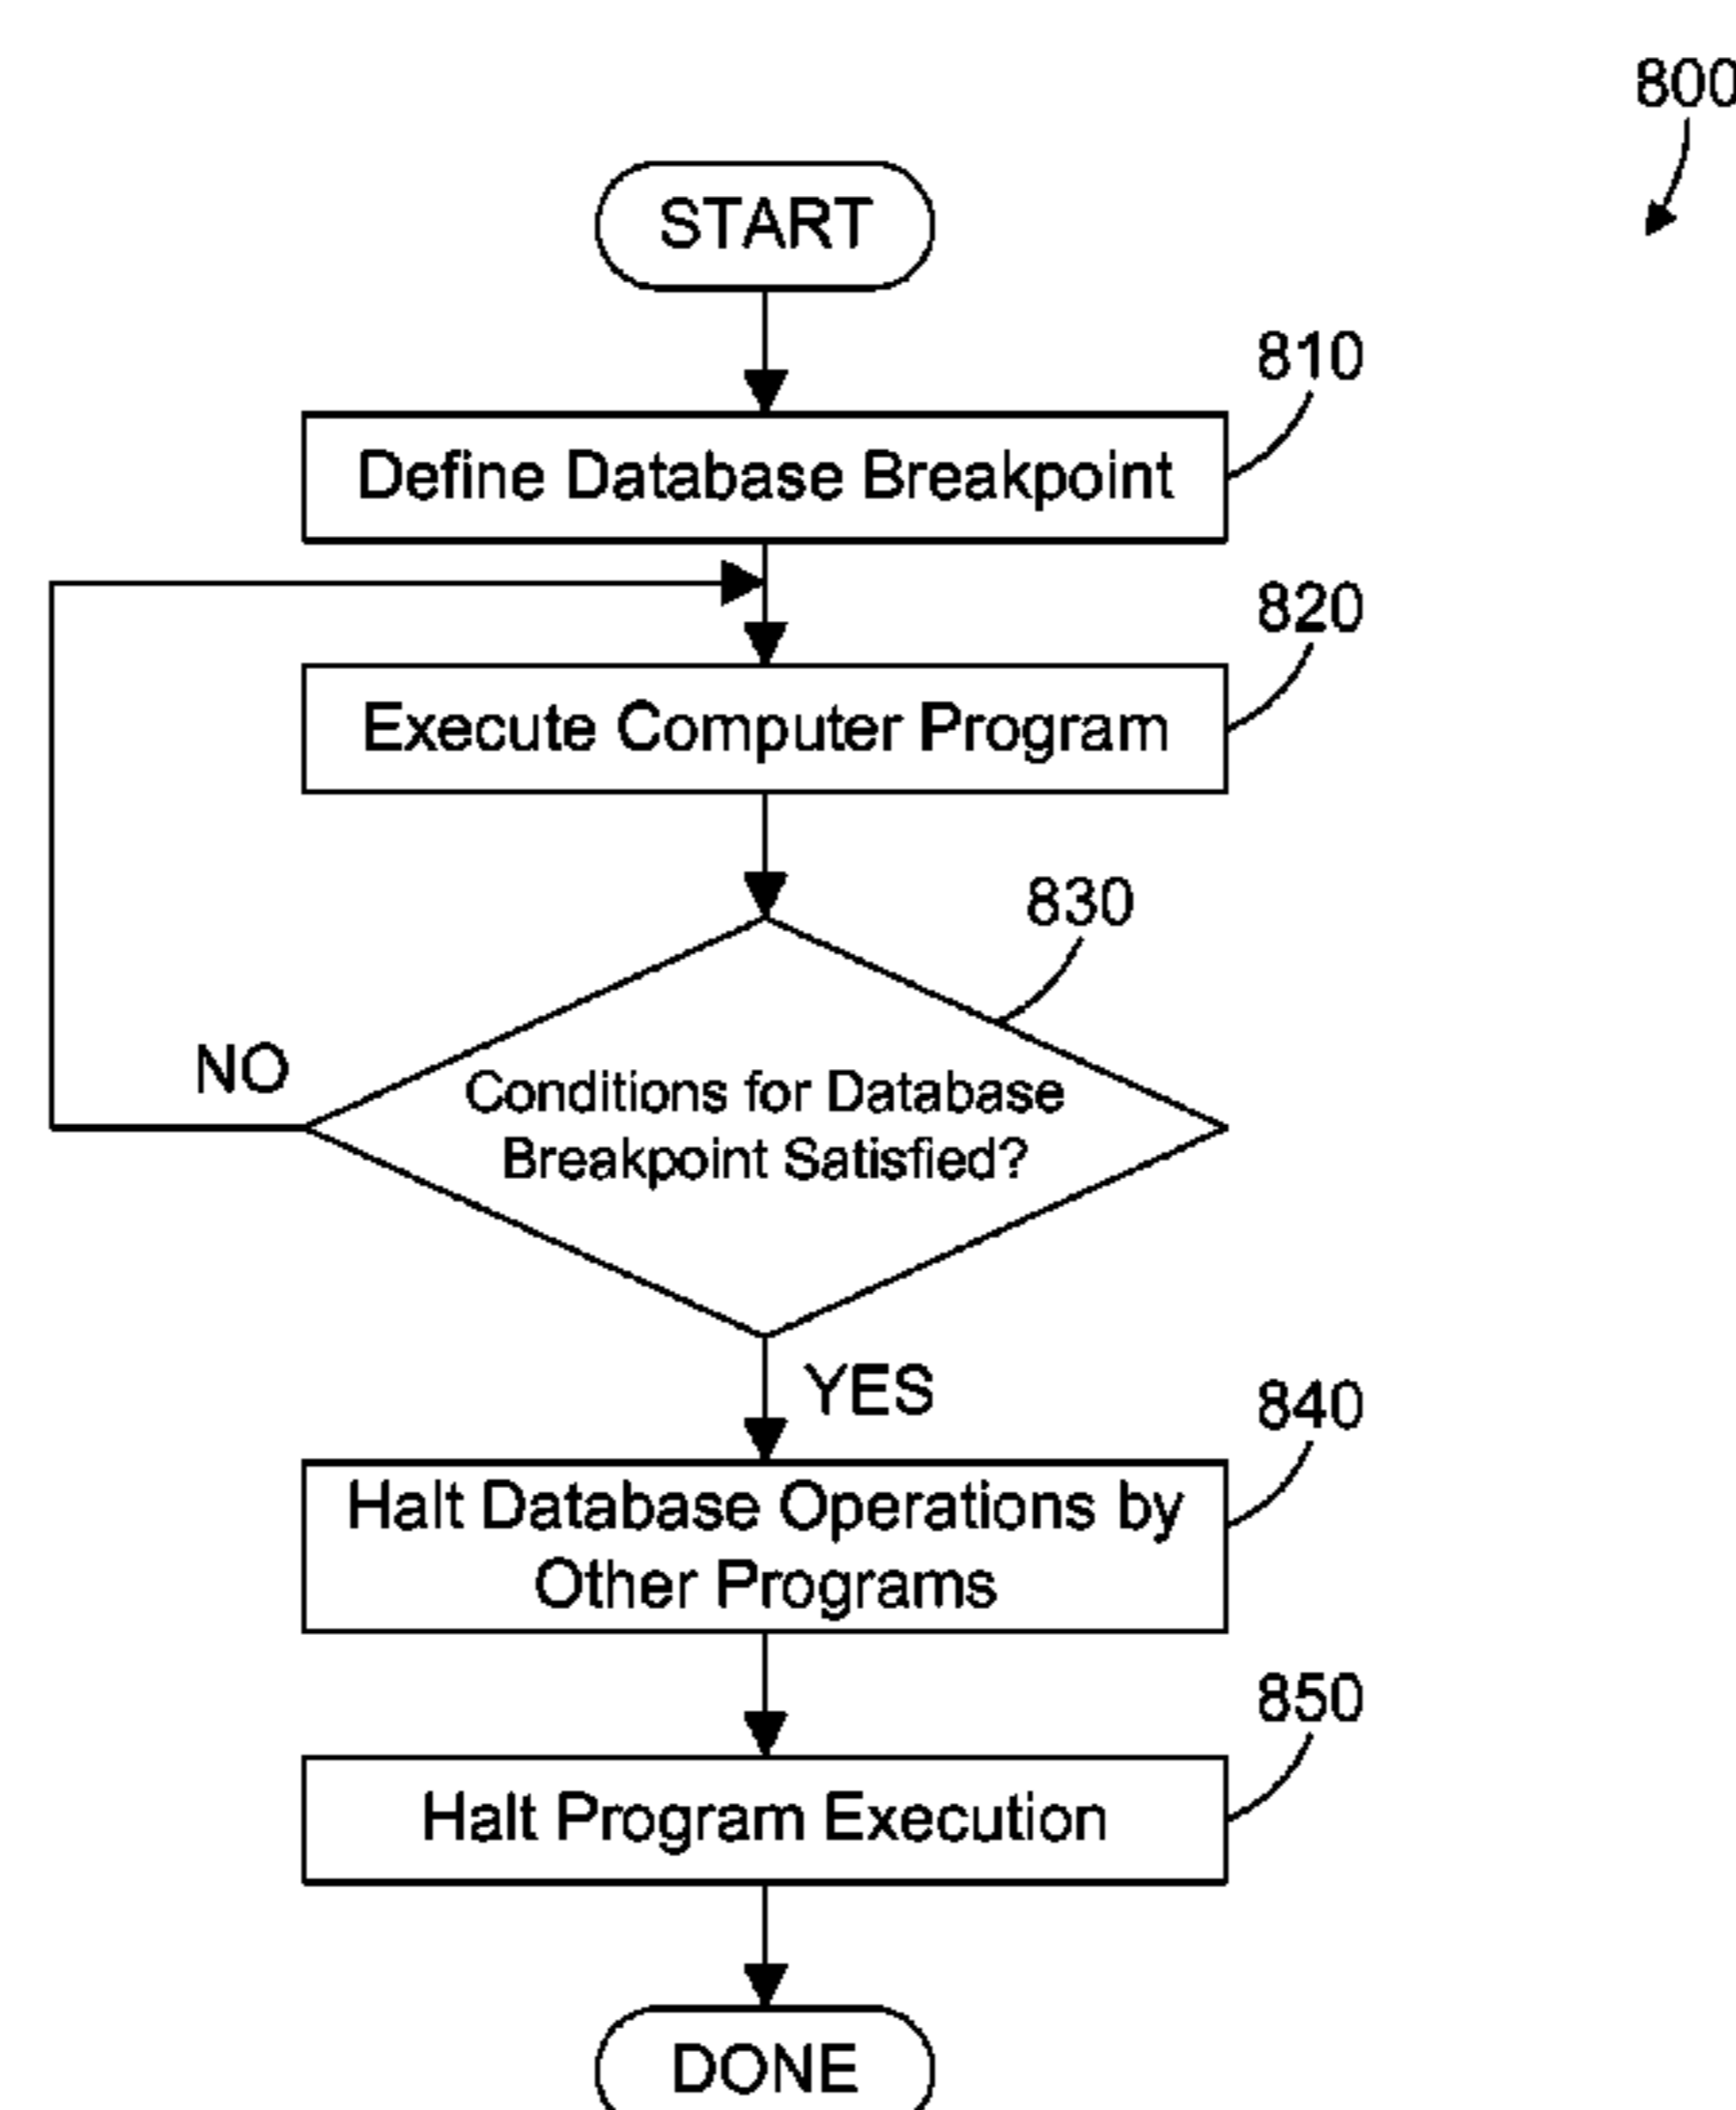 800
START
810
Define Database Breakpoint
820
Execute Computer Program
830
NO
Conditions for Database
Breakpoint Satisfied?
YES
840
Halt Database Operations by
Other Programs
850
Halt Program Execution
DONE